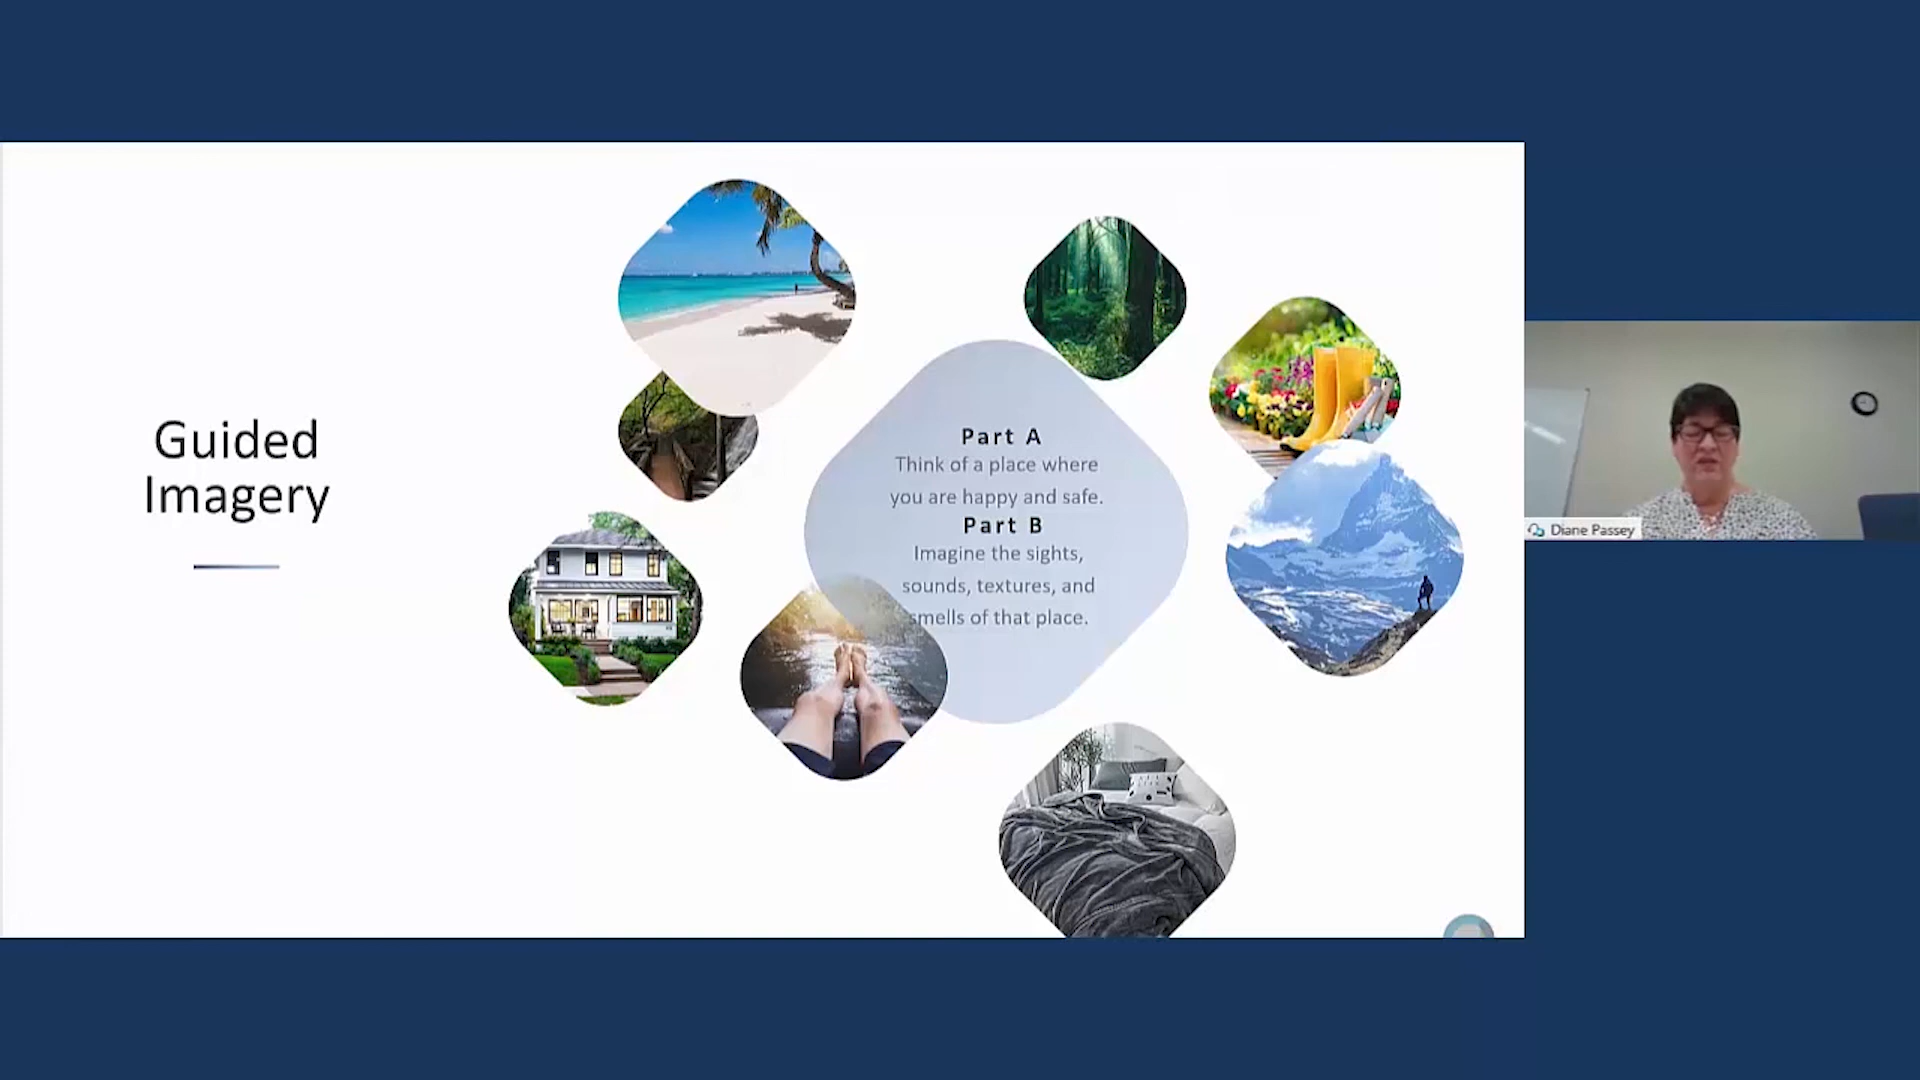 Guided
Imagery
Part A
Think of a place where
you are happy and safe.
Part B
Imagine the sights,
sounds, textures, and
smells of that place.
Diane Passey